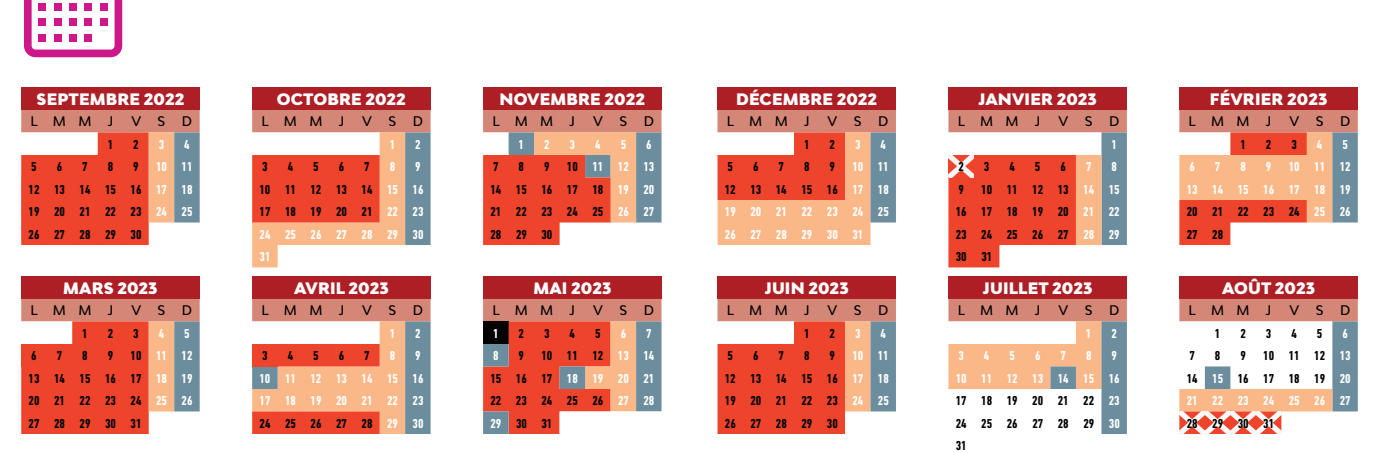 SEPTEMBRE 2022 OCTOBRE 2022 NOVEMBRE 2022 DÉCEMBRE 2022 JANVIER 2023 FÉVRIER 2023
L M M J V S D L M M J V S D L M M J V S D L M M J V S D L M M J V S D L M M J V S D
1 2 3 4 1 2 1 2 3 4 5 6 1 2 3 4 1 1 2 3 4 5
5 6 7 8 9 10 11 3 4 5 6 7 8 9 7 8 9 10 11 12 13 5 6 7 8 9 10 11 2 3 4 5 6 7 8 6 7 8 9 10 11 12
12 13 14 15 16 17 18 10 11 12 13 14 15 16 14 15 16 17 18 19 20 12 13 14 15 16 17 18 9 10 11 12 13 14 15 13 14 15 16 17 18 19
19 20 21 22 23 24 25 17 18 19 20 21 22 23 21 22 23 24 25 26 27 19 20 21 22 23 24 25 16 17 18 19 20 21 22 20 21 22 23 24 25 26
26 27 28 29 30 24 25 26 27 28 29 30 28 29 30 26 27 28 29 30 31 23 24 25 26 27 28 29 27 28
31 30 31
MARS 2023 AVRIL 2023 MAI 2023 JUIN 2023 JUILLET 2023 AOÛT 2023
L M M J V S D L M M J V S D L M M J V S D L M M J V S D L M M J V S D L M M J V S D
1 2 3 4 5 1 2 1 2 3 4 5 6 7 1 2 3 4 1 2 1 2 3 4 5 6
6 7 8 9 10 11 12 3 4 5 6 7 8 9 8 9 10 11 12 13 14 5 6 7 8 9 10 11 3 4 5 6 7 8 9 7 8 9 10 11 12 13
13 14 15 16 17 18 19 10 11 12 13 14 15 16 15 16 17 18 19 20 21 12 13 14 15 16 17 18 10 11 12 13 14 15 16 14 15 16 17 18 19 20
20 21 22 23 24 25 26 17 18 19 20 21 22 23 22 23 24 25 26 27 28 19 20 21 22 23 24 25 17 18 19 20 21 22 23 21 22 23 24 25 26 27
27 28 29 30 31 24 25 26 27 28 29 30 29 30 31 26 27 28 29 30 24 25 26 27 28 29 30 28 29 30 31
31